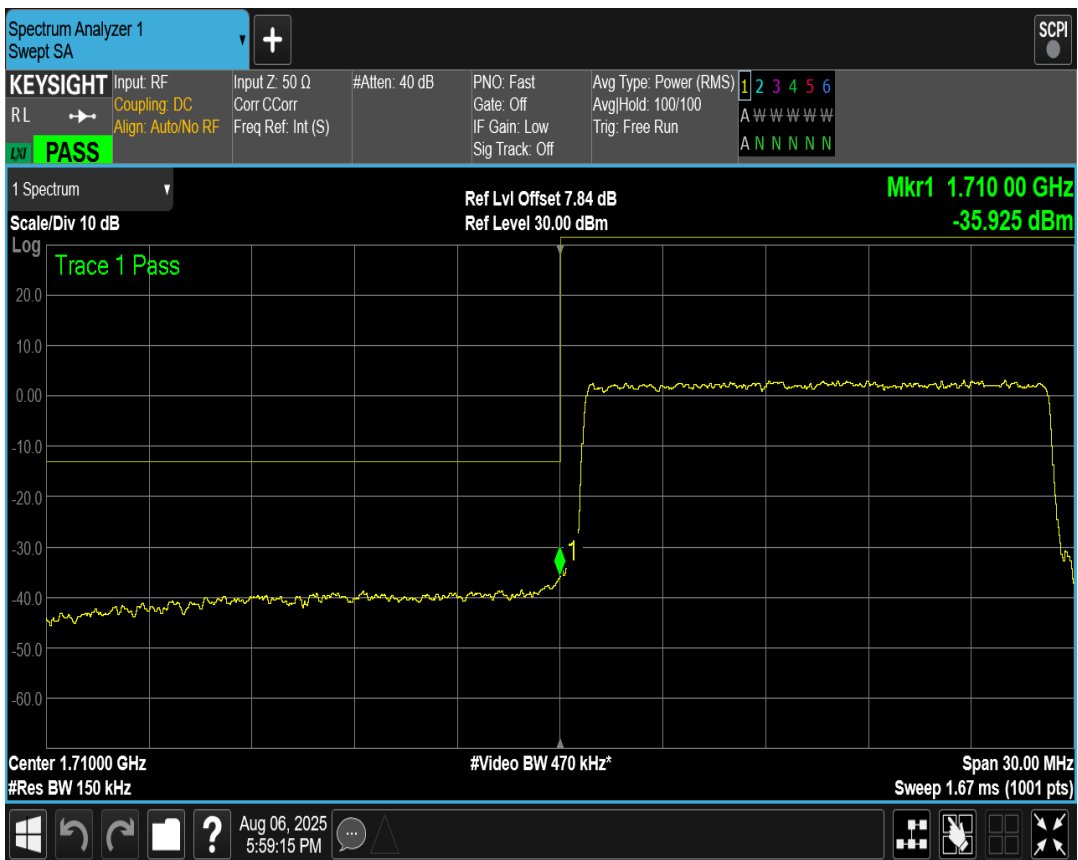 Spectrum Analyzer 1
Swept SA
+
SCPI
KEYSIGHT
RL
LXI PASS
Input: RF
Coupling: DC
Align: Auto/No RF
Input Z: 50 Ω
Corr CCorr
Freq Ref: Int (S)
#Atten: 40 dB
PNO: Fast
Gate: Off
IF Gain: Low
Sig Track: Off
Avg Type: Power (RMS)
Avg|Hold: 100/100
Trig: Free Run
1 2 3 4 5 6
A W W W W W
A N N N N N
1 Spectrum
Scale/Div 10 dB
Ref Lvl Offset 7.84 dB
Ref Level 30.00 dBm
Mkr1 1.710 00 GHz
-35.925 dBm
Log
Trace 1 Pass
20.0
10.0
0.00
-10.0
-20.0
-30.0
-40.0
-50.0
-60.0
1
Center 1.71000 GHz
#Res BW 150 kHz
#Video BW 470 kHz*
Span 30.00 MHz
Sweep 1.67 ms (1001 pts)
?
Aug 06, 2025
5:59:15 PM